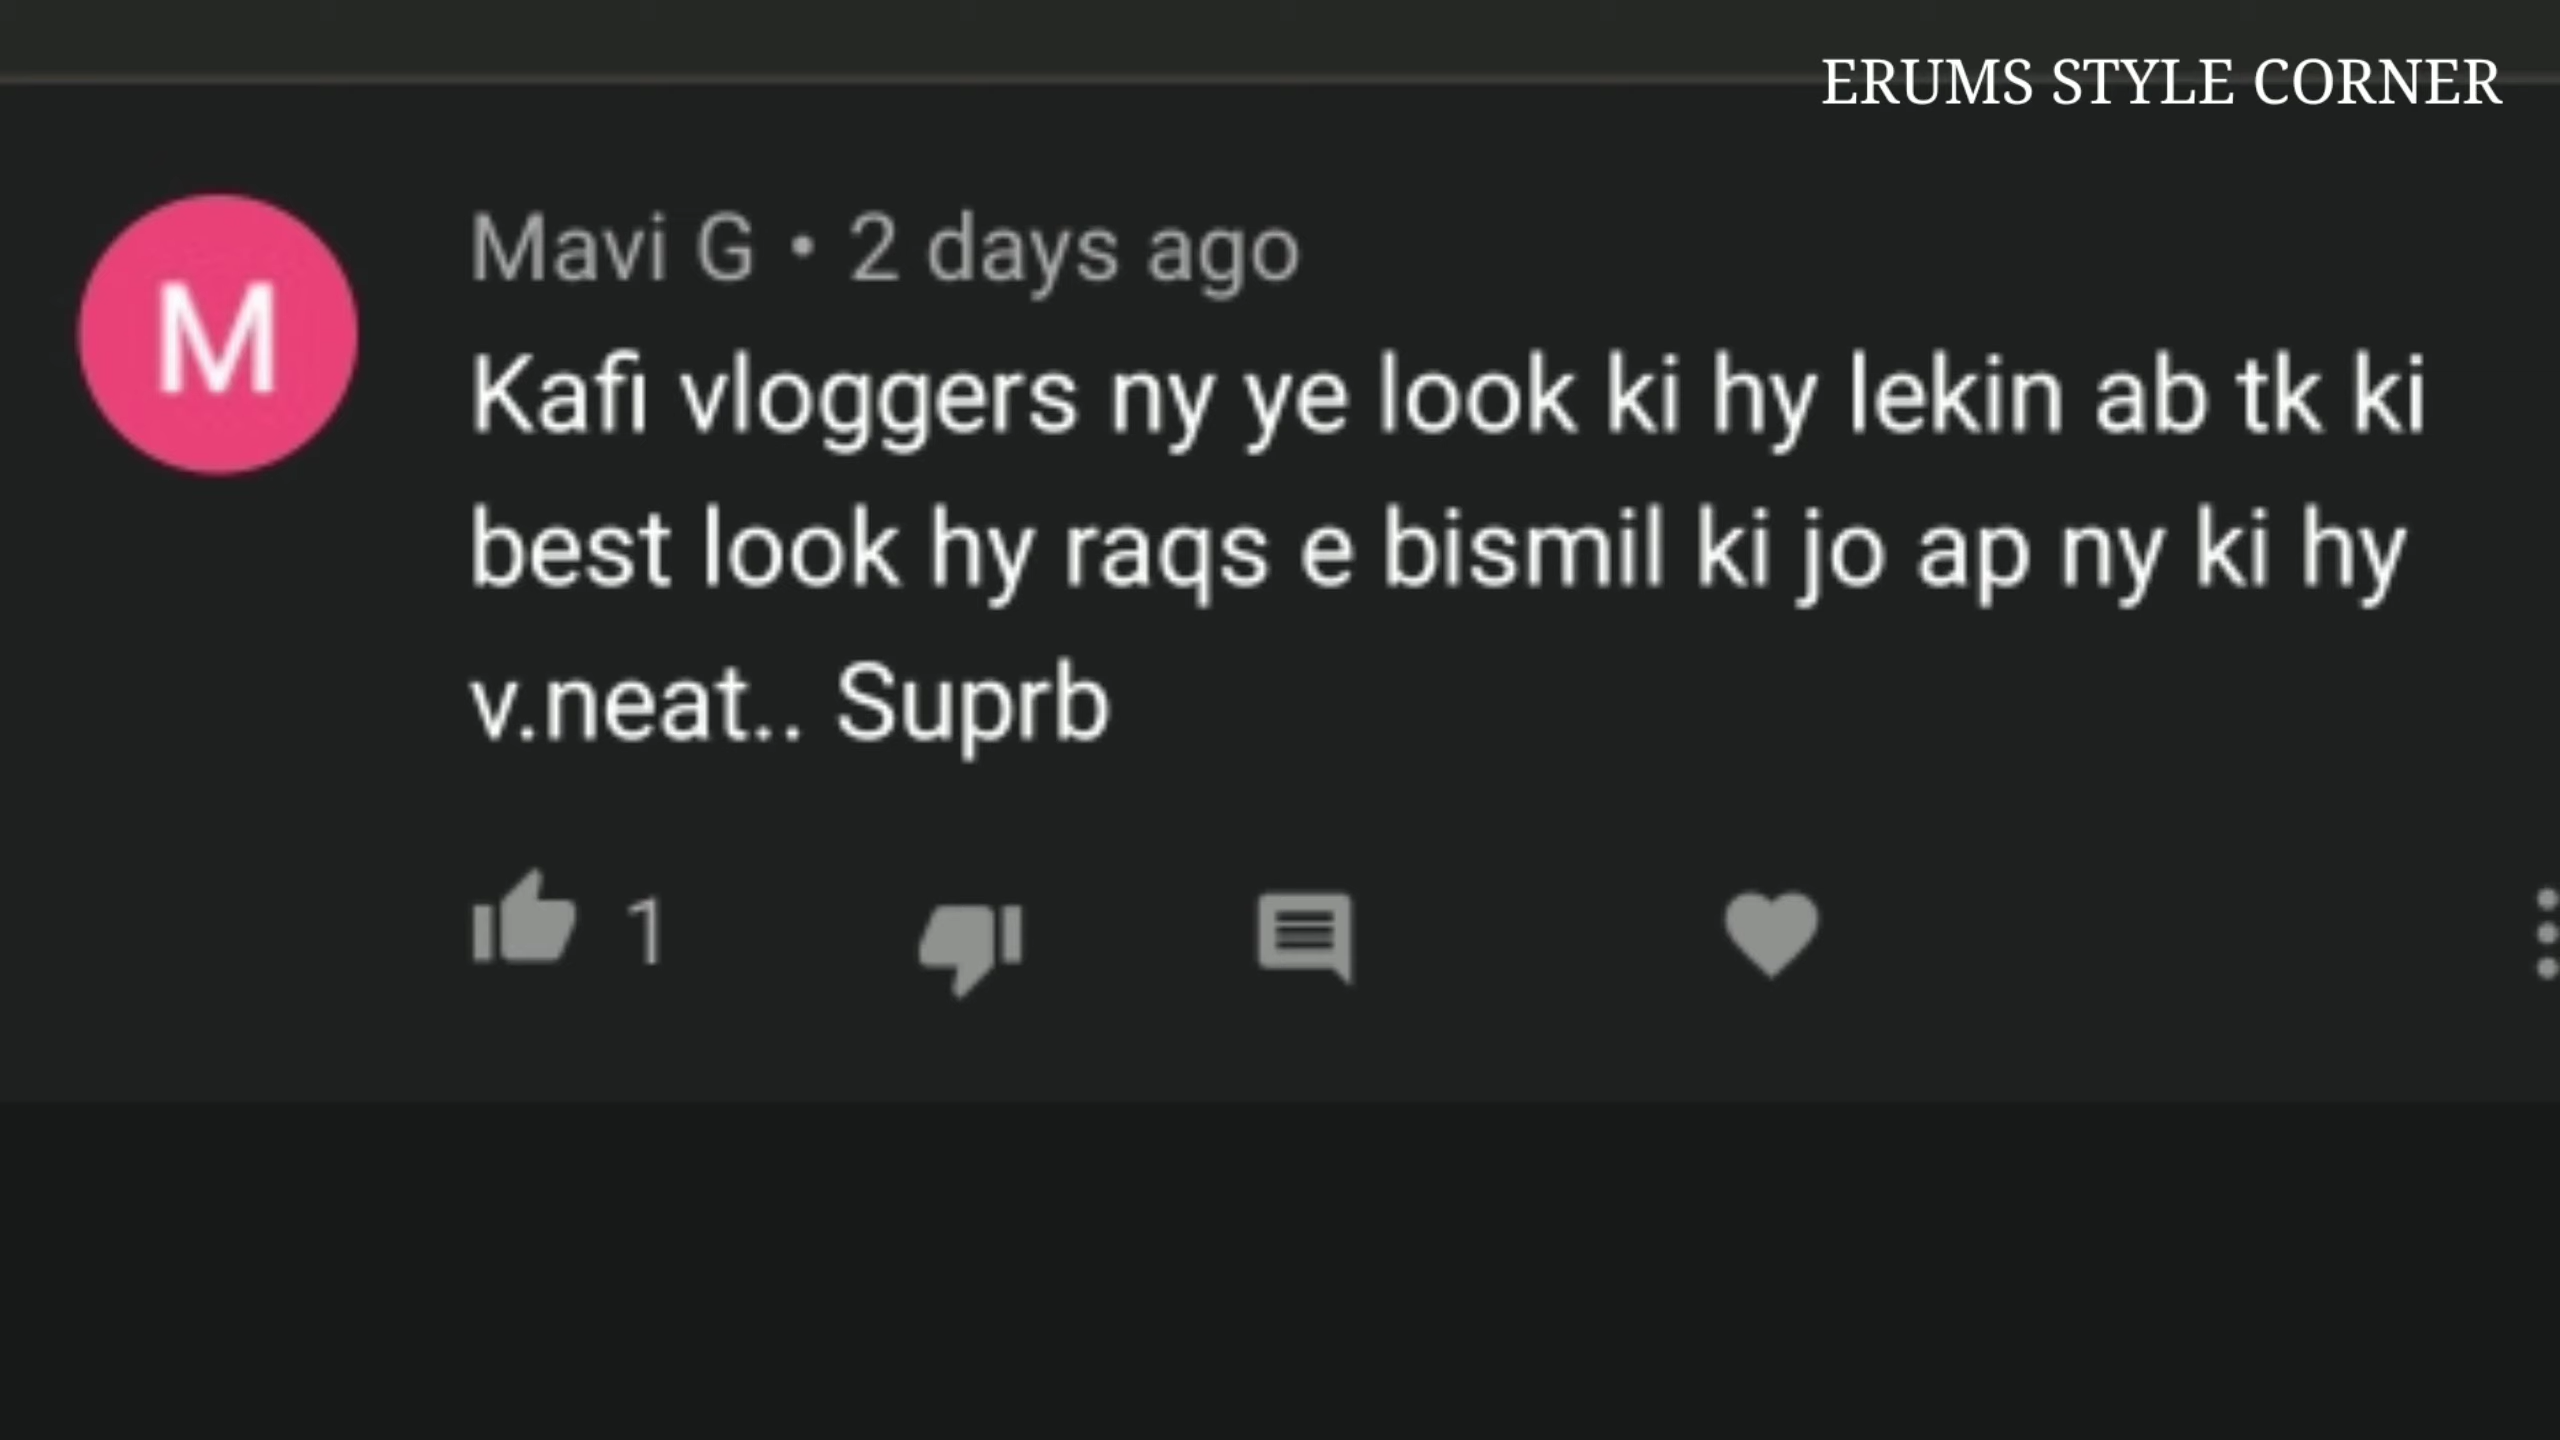 ERUMS STYLE CORNER
M
Mavi G • 2 days ago
Kafi vloggers ny ye look ki hy lekin ab tk ki
best look hy raqs e bismil ki jo ap ny ki hy
v.neat.. Suprb
1